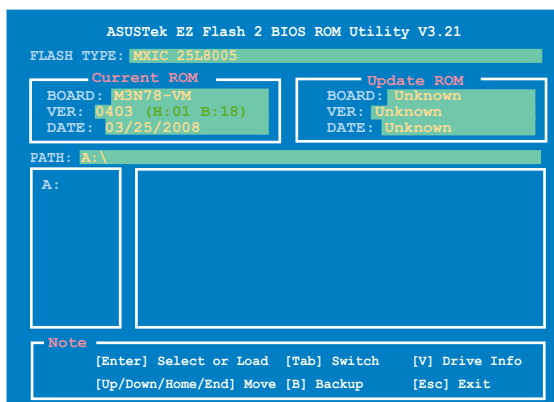 ASUSTek EZ Flash 2 BIOS ROM Utility V3.21
FLASH TYPE: MXIC 25L8005
Current ROM
BOARD: M3N78-VM
VER: 0403 (H:01 B:18)
DATE: 03/25/2008
Update ROM
BOARD: Unknown
VER: Unknown
DATE: Unknown
PATH: A:\
A:
Note
[Enter] Select or Load [Tab] Switch [V] Drive Info
[Up/Down/Home/End] Move [B] Backup [Esc] Exit